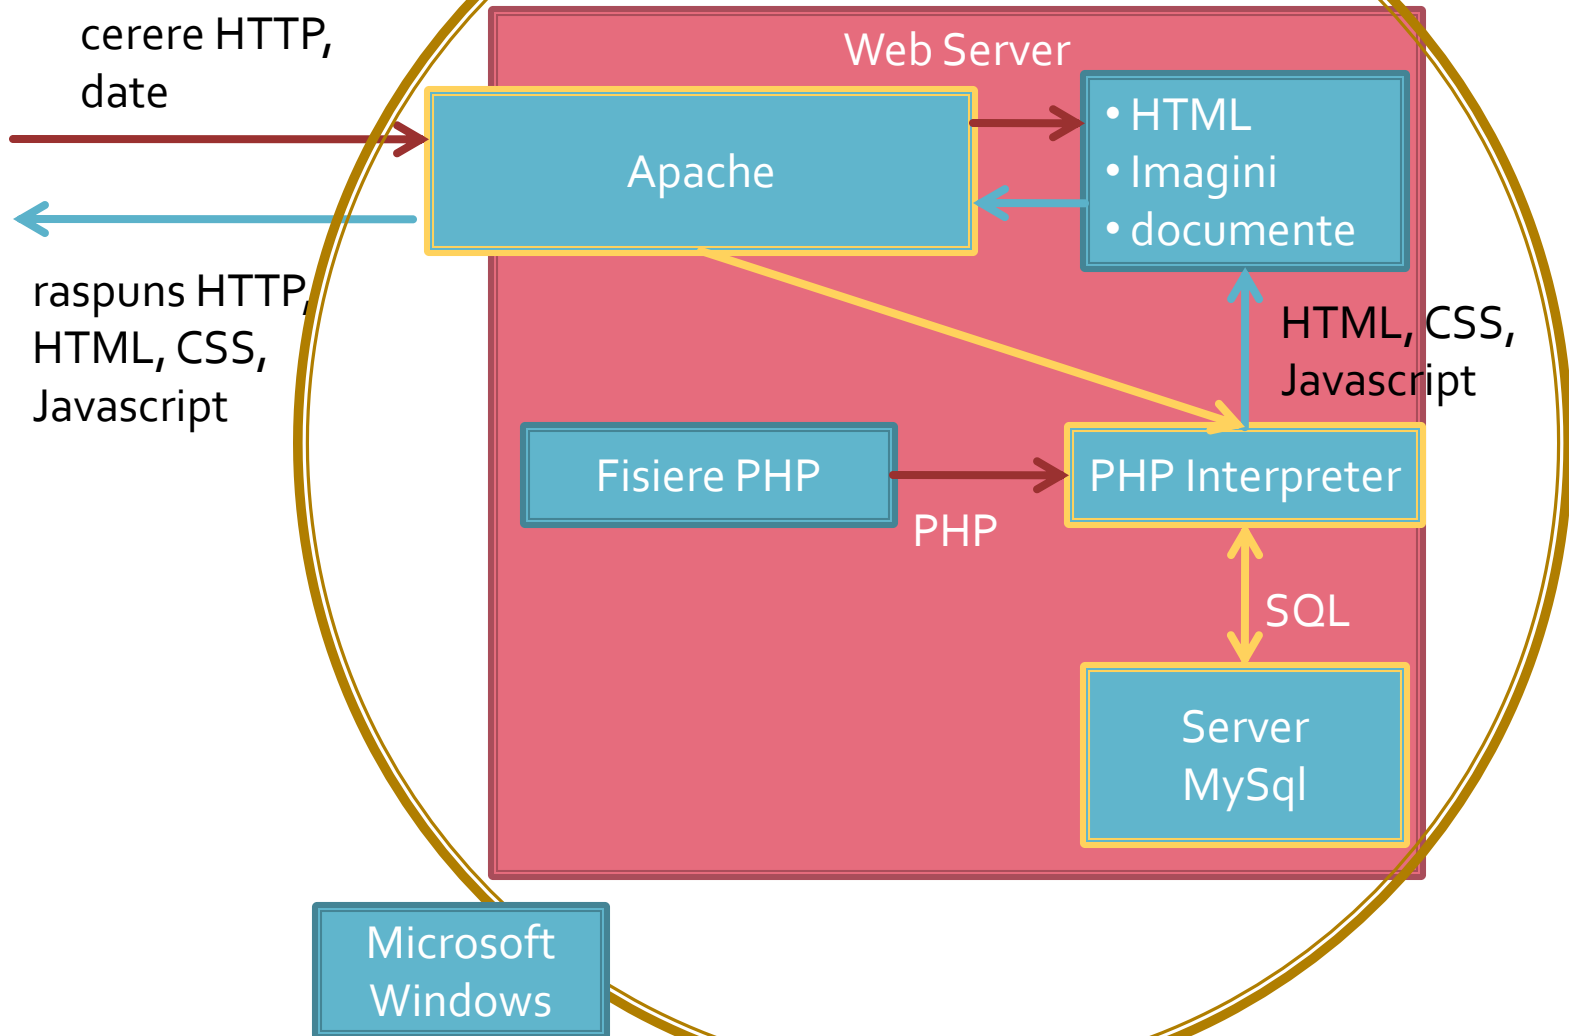 cerere HTTP,
date
Web Server
Apache
• HTML
• Imagini
• documente
raspuns HTTP,
HTML, CSS,
Javascript
HTML, CSS,
Javascript
Fisiere PHP
PHP
PHP Interpreter
SQL
Server
MySql
Microsoft
Windows